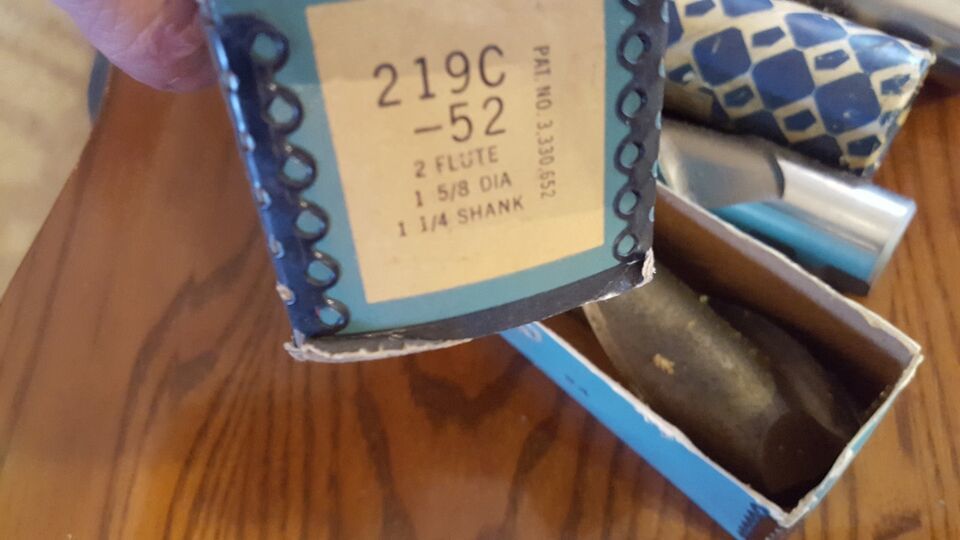 219C
-52
2 FLUTE
1 5/8 DIA
1 1/4 SHANK
PAT. NO. 3,330,652